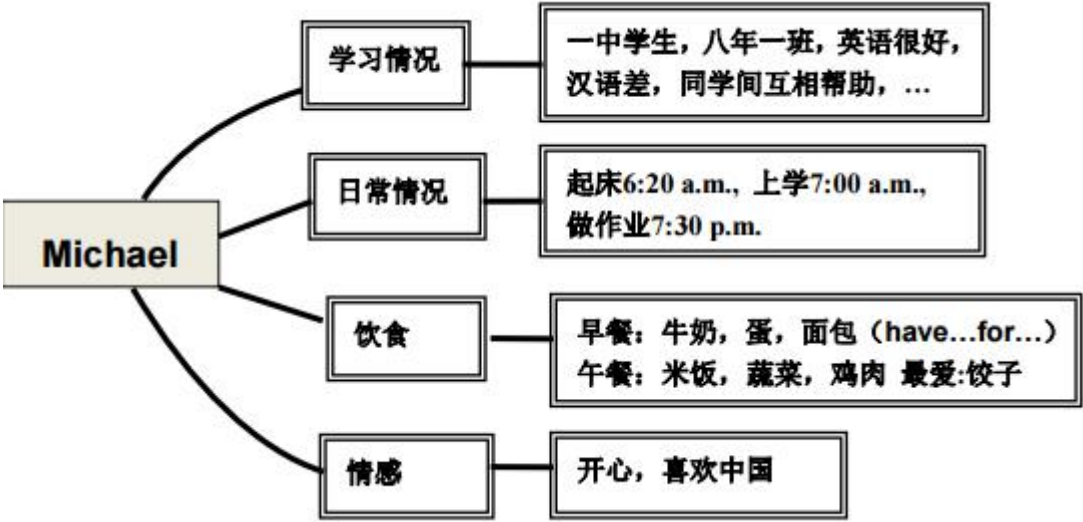 Michael
学习情况
一中学生，八年一班，英语很好，
汉语差，同学间互相帮助，…
日常情况
起床6:20 a.m., 上学7:00 a.m.,
做作业7:30 p.m.
饮食
早餐：牛奶，蛋，面包（have…for…）
午餐：米饭，蔬菜，鸡肉 最爱:饺子
情感
开心，喜欢中国